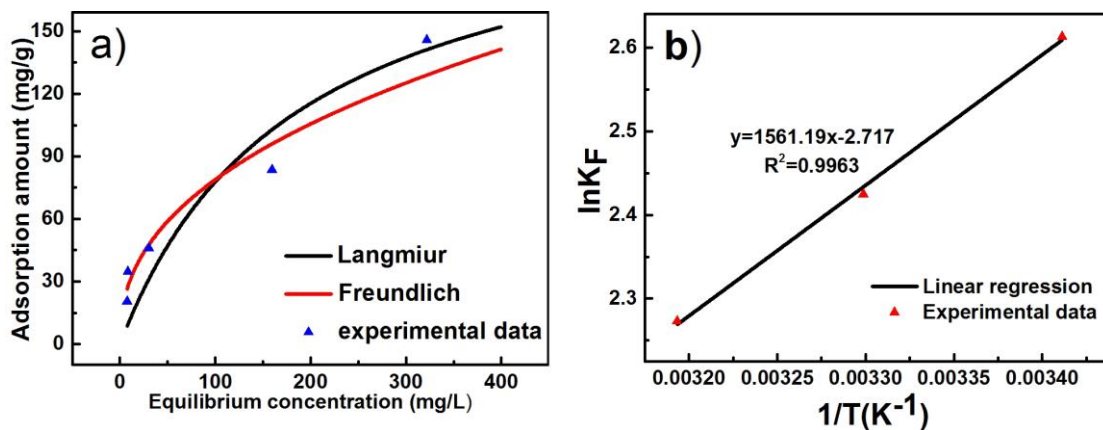 a)
Adsorption amount (mg/g)
150
120
90
60
30
0
Langmiur
Freundlich
experimental data
0 100 200 300 400
Equilibrium concentration (mg/L)
b)
lnK_F
2.6
2.5
2.4
2.3
y=1561.19x-2.717
R²=0.9963
Linear regression
Experimental data
0.00320 0.00325 0.00330 0.00335 0.00340
1/T(K⁻¹)